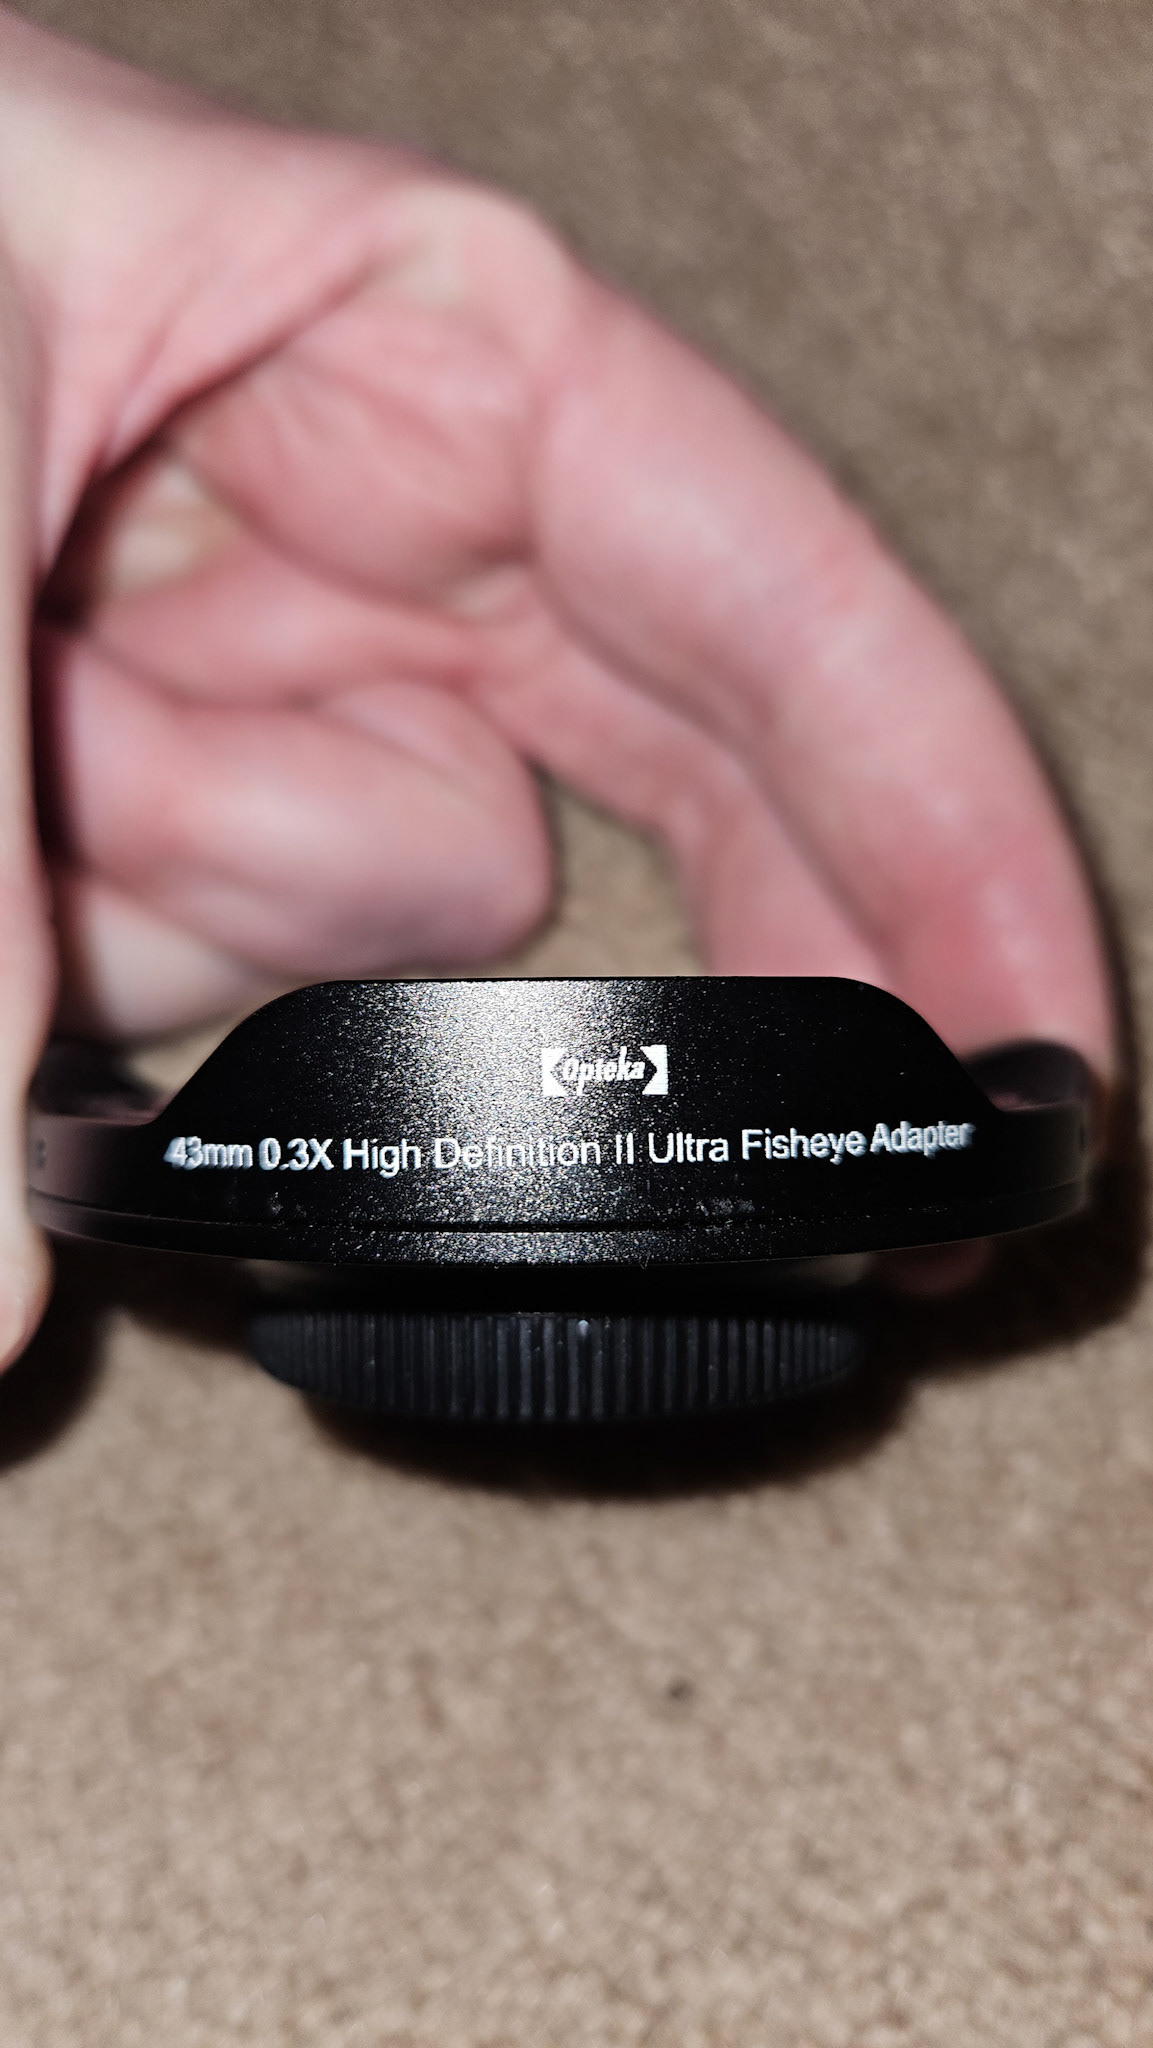 Opteka
43mm 0.3X High Definition II Ultra Fisheye Adapter